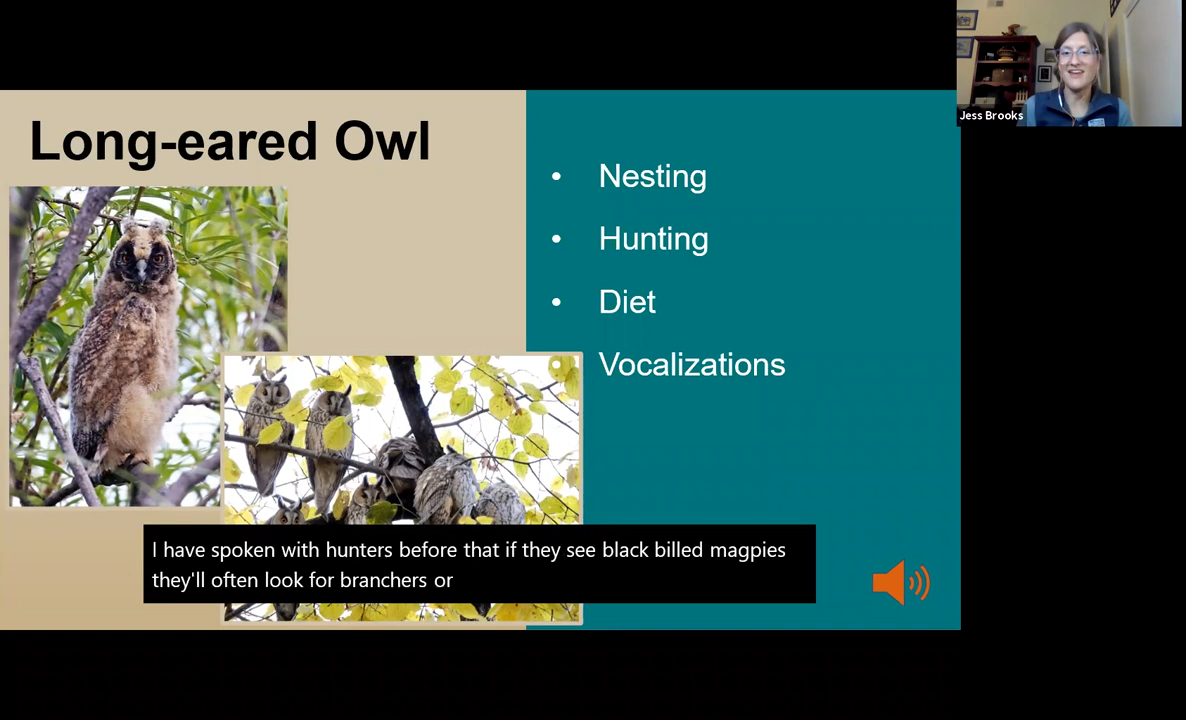 Jess Brooks
Long-eared Owl
• Nesting
• Hunting
• Diet
• Vocalizations
I have spoken with hunters before that if they see black billed magpies
they'll often look for branchers or